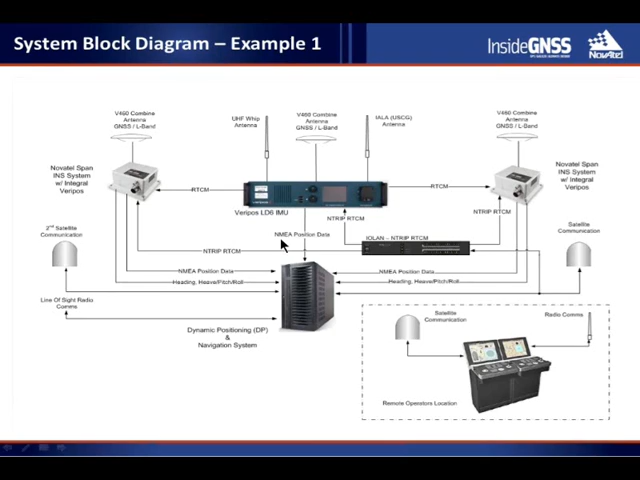 System Block Diagram – Example 1
InsideGNSS
NovAtel
V460 Combine
Antenna
GNSS / L-Band
UHF Whip
Antenna
V460 Combine
Antenna
GNSS / L-Band
IALA (USCG)
Antenna
V460 Combine
Antenna
GNSS / L-Band
Novatel Span
INS System
w/ Integral
Veripos
RTCM
RTCM
Novatel Span
INS System
w/ Integral
Veripos
Veripos LD6 IMU
NTRIP RTCM
NTRIP RTCM
2nd Satellite
Communication
NMEA Position Data
IOLAN – NTRIP RTCM
Satellite
Communication
NTRIP RTCM
NMEA Position Data
NMEA Position Data
Heading, Heave/Pitch/Roll
Heading, Heave/Pitch/Roll
Line Of Sight Radio
Comms
Dynamic Positioning (DP)
&
Navigation System
Satellite
Communication
Radio Comms
Remote Operators Location